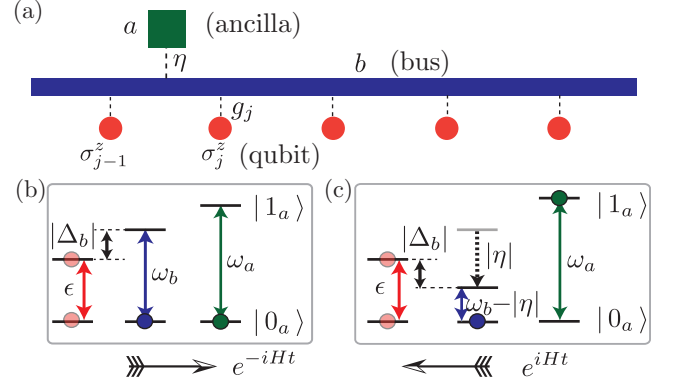 (a)
a (ancilla)
η
b (bus)
g_j
σ^z_{j−1}
σ^z_j (qubit)
(b)
|Δ_b|
ϵ
ω_b
ω_a
|1_a⟩
|0_a⟩
e^{−iHt}
(c)
|Δ_b|
ϵ
|η|
ω_b−|η|
ω_a
|1_a⟩
|0_a⟩
e^{iHt}